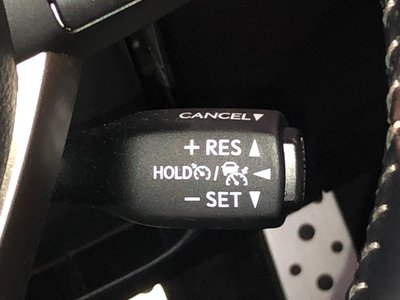 CANCEL▼
+ RES ▲
HOLD / ◄
− SET ▼